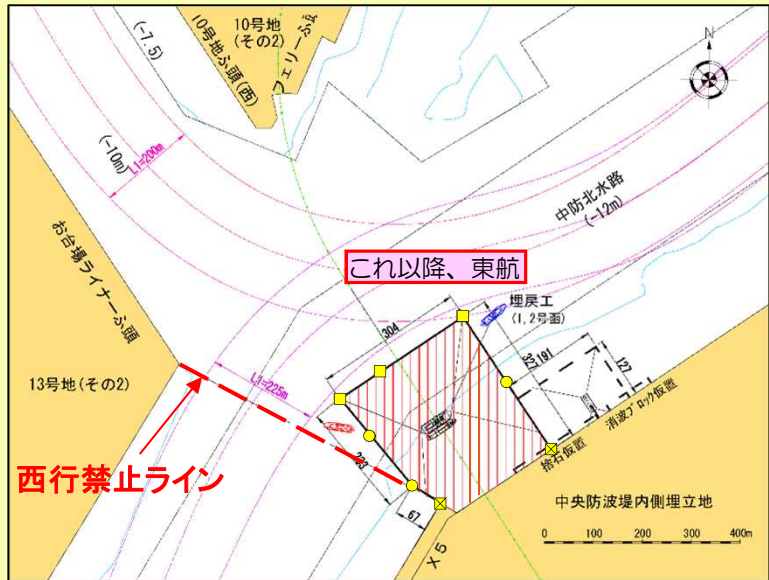 10号地
(その2)
10号地ふ頭(西)
フェリーふ頭
(-7.5)
N
(-10m)
L1=200m
中防北水路
(-12m)
お台場ライナーふ頭
これ以降、東航
埋戻工
(1,2号函)
304
191
127
13号地(その2)
L1=225m
消波ブロック仮置
捨石仮置
西行禁止ライン
67
X5
中央防波堤内側埋立地
0 100 200 300 400m